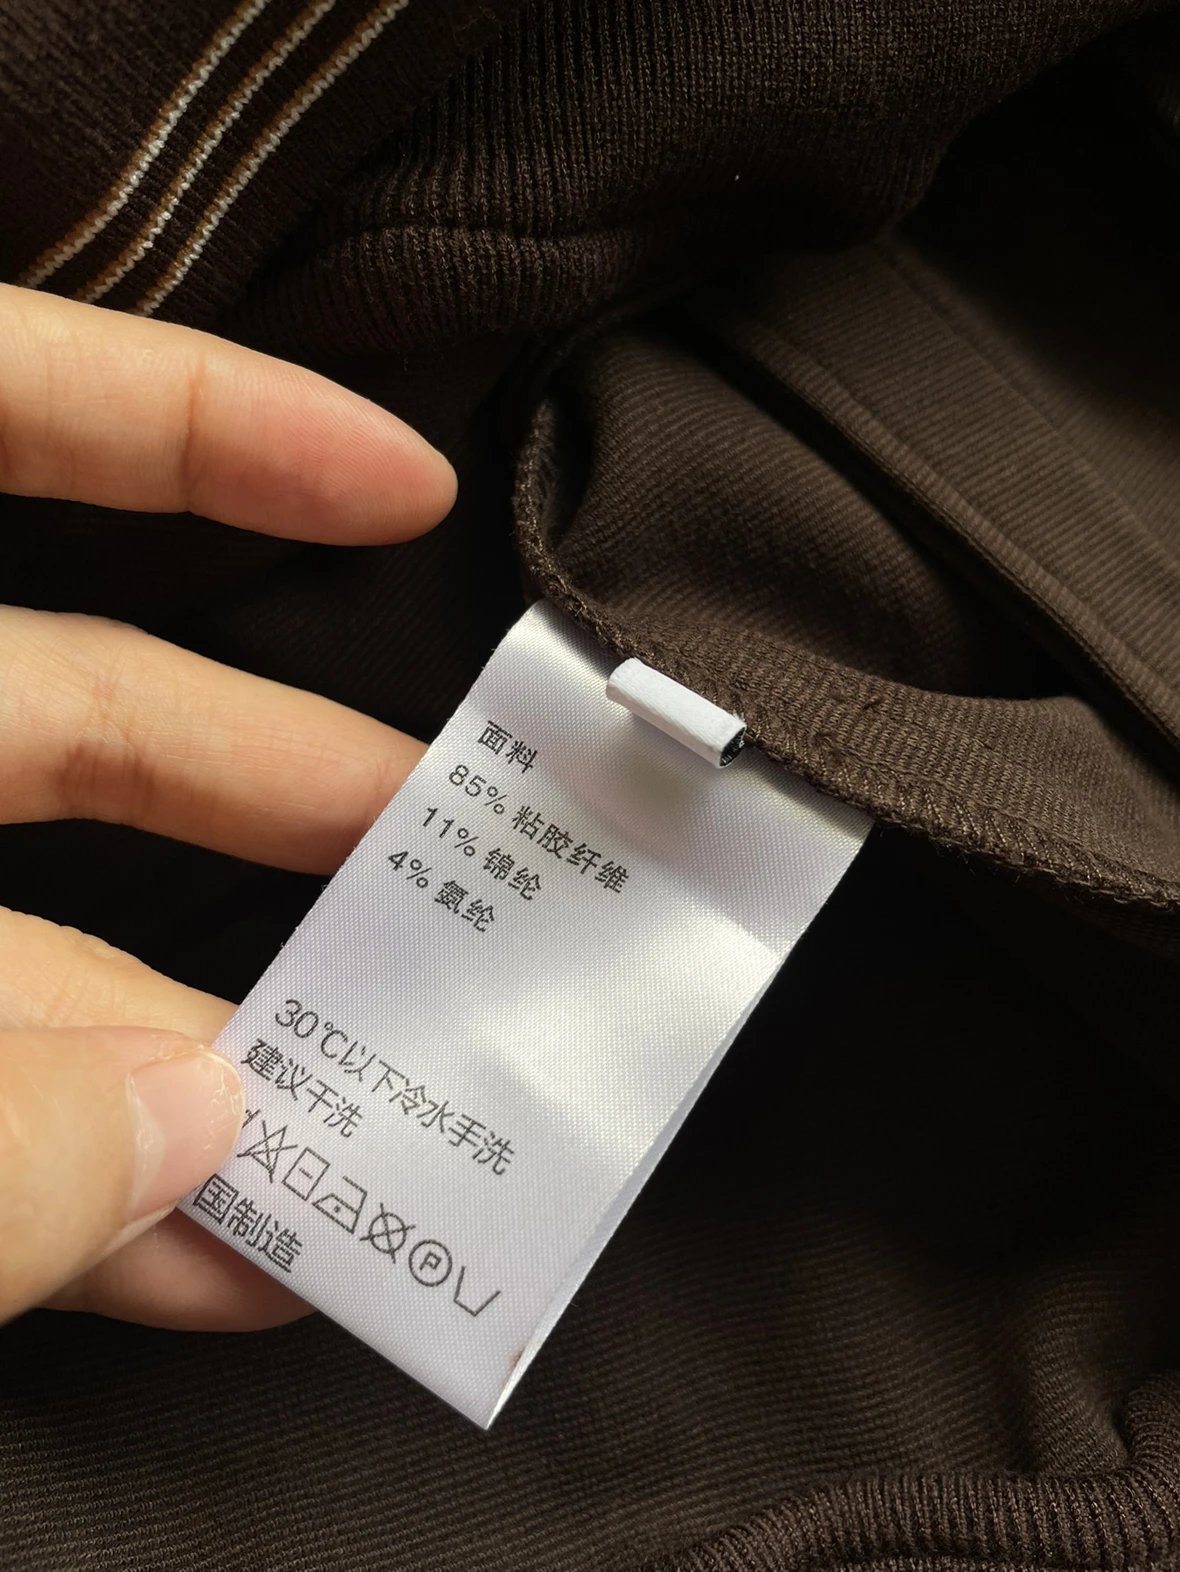 面料
85% 粘胶纤维
11% 锦纶
4% 氨纶
30℃以下冷水手洗
建议干洗
P
国制造